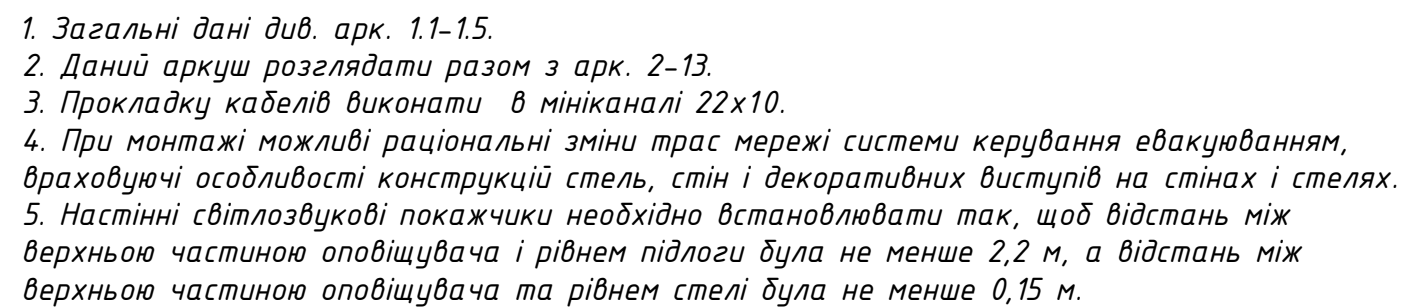 1. Загальні дані див. арк. 1.1-1.5.
2. Даний аркуш розглядати разом з арк. 2-13.
3. Прокладку кабелів виконати в мініканалі 22х10.
4. При монтажі можливі раціональні зміни трас мережі системи керування евакуюванням,
враховуючі особливості конструкцій стель, стін і декоративних виступів на стінах і стелях.
5. Настінні світлозвукові покажчики необхідно встановлювати так, щоб відстань між
верхньою частиною оповіщувача і рівнем підлоги була не менше 2,2 м, а відстань між
верхньою частиною оповіщувача та рівнем стелі була не менше 0,15 м.